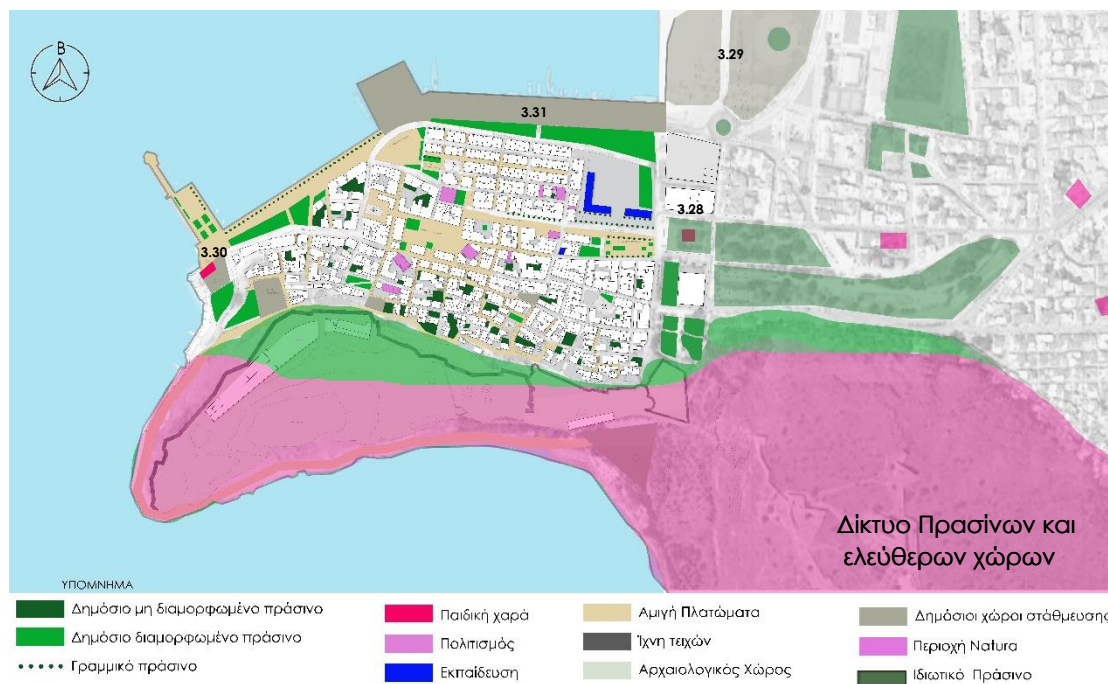 Β
3.29
3.31
3.28
3.30
Δίκτυο Πρασίνων και
ελεύθερων χώρων
ΥΠΟΜΝΗΜΑ
Δημόσιο μη διαμορφωμένο πράσινο
Δημόσιο διαμορφωμένο πράσινο
Γραμμικό πράσινο
Παιδική χαρά
Πολιτισμός
Εκπαίδευση
Αμιγή Πλατώματα
Ίχνη τειχών
Αρχαιολογικός Χώρος
Δημόσιοι χώροι στάθμευσης
Περιοχή Natura
Ιδιωτικό Πράσινο